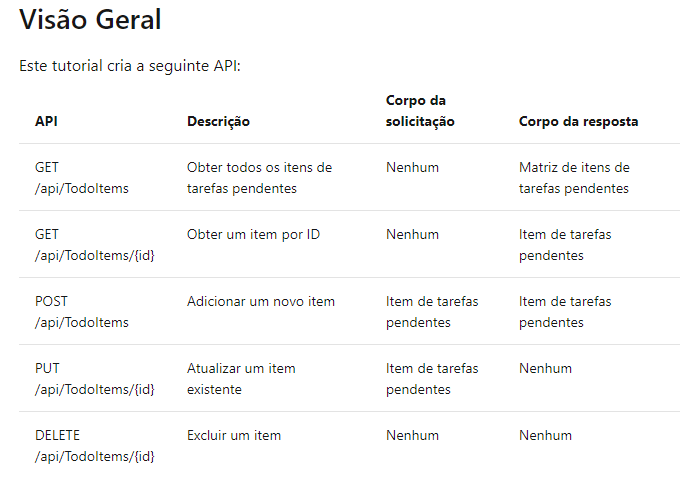 Visão Geral
Este tutorial cria a seguinte API:
API Descrição Corpo da solicitação Corpo da resposta
GET /api/TodoItems Obter todos os itens de tarefas pendentes Nenhum Matriz de itens de tarefas pendentes
GET /api/TodoItems/{id} Obter um item por ID Nenhum Item de tarefas pendentes
POST /api/TodoItems Adicionar um novo item Item de tarefas pendentes Item de tarefas pendentes
PUT /api/TodoItems/{id} Atualizar um item existente Item de tarefas pendentes Nenhum
DELETE /api/TodoItems/{id} Excluir um item Nenhum Nenhum